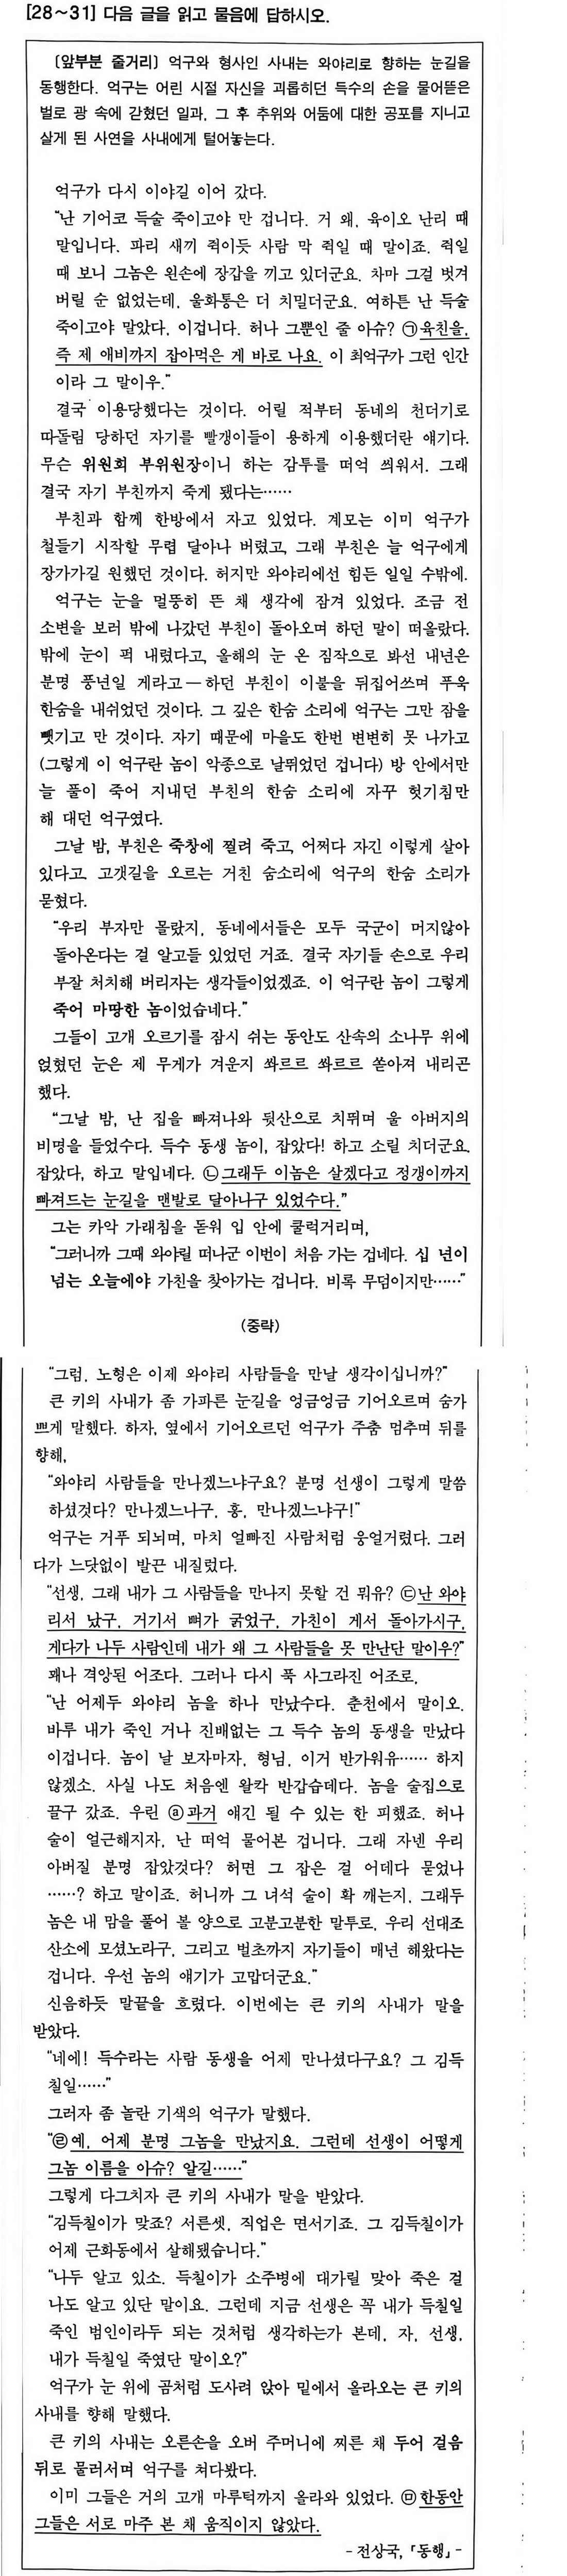 [28~31] 다음 글을 읽고 물음에 답하시오.
〔앞부분 줄거리〕 억구와 형사인 사내는 와야리로 향하는 눈길을
동행한다. 억구는 어린 시절 자신을 괴롭히던 득수의 손을 물어뜯은
벌로 광 속에 갇혔던 일과, 그 후 추위와 어둠에 대한 공포를 지니고
살게 된 사연을 사내에게 털어놓는다.
억구가 다시 이야길 이어 갔다.
“난 기어코 득술 죽이고야 만 겁니다. 거 왜, 육이오 난리 때
말입니다. 파리 새끼 쥑이듯 사람 막 쥑일 때 말이죠. 쥑일
때 보니 그놈은 왼손에 장갑을 끼고 있더군요. 차마 그걸 벗겨
버릴 순 없었는데, 울화통은 더 치밀더군요. 여하튼 난 득술
죽이고야 말았다, 이겁니다. 허나 그뿐인 줄 아슈? ㉠육친을,
즉 제 애비까지 잡아먹은 게 바로 나요. 이 최억구가 그런 인간
이라 그 말이우.”
결국 이용당했다는 것이다. 어릴 적부터 동네의 천더기로
따돌림 당하던 자기를 빨갱이들이 용하게 이용했더란 얘기다.
무슨 위원회 부위원장이니 하는 감투를 떠억 씌워서. 그래
결국 자기 부친까지 죽게 됐다는……
부친과 함께 한방에서 자고 있었다. 계모는 이미 억구가
철들기 시작할 무렵 달아나 버렸고, 그래 부친은 늘 억구에게
장가가길 원했던 것이다. 허지만 와야리에선 힘든 일일 수밖에.
억구는 눈을 멀뚱히 뜬 채 생각에 잠겨 있었다. 조금 전
소변을 보러 밖에 나갔던 부친이 돌아오며 하던 말이 떠올랐다.
밖에 눈이 퍽 내렸다고, 올해의 눈 온 짐작으로 봐선 내년은
분명 풍년일 게라고 ― 하던 부친이 이불을 뒤집어쓰며 푸욱
한숨을 내쉬었던 것이다. 그 깊은 한숨 소리에 억구는 그만 잠을
뺏기고 만 것이다. 자기 때문에 마을도 한번 변변히 못 나가고
(그렇게 이 억구란 놈이 악종으로 날뛰었던 겁니다) 방 안에서만
늘 풀이 죽어 지내던 부친의 한숨 소리에 자꾸 헛기침만
해 대던 억구였다.
그날 밤, 부친은 죽창에 찔려 죽고, 어쩌다 자긴 이렇게 살아
있다고, 고갯길을 오르는 거친 숨소리에 억구의 한숨 소리가
묻혔다.
“우리 부자만 몰랐지, 동네에서들은 모두 국군이 머지않아
돌아온다는 걸 알고들 있었던 거죠. 결국 자기들 손으로 우리
부잘 처치해 버리자는 생각들이었겠죠. 이 억구란 놈이 그렇게
죽어 마땅한 놈이었습네다.”
그들이 고개 오르기를 잠시 쉬는 동안도 산속의 소나무 위에
얹혔던 눈은 제 무게가 겨운지 쏴르르 쏴르르 쏟아져 내리곤
했다.
“그날 밤, 난 집을 빠져나와 뒷산으로 치뛰며 울 아버지의
비명을 들었수다. 득수 동생 놈이, 잡았다! 하고 소릴 치더군요.
잡았다, 하고 말입네다. ㉡그래두 이놈은 살겠다고 정갱이까지
빠져드는 눈길을 맨발로 달아나구 있었수다.”
그는 카악 가래침을 돋워 입 안에 쿨럭거리며,
“그러니까 그때 와야릴 떠나군 이번이 처음 가는 겁네다. 십 년이
넘는 오늘에야 가친을 찾아가는 겁니다. 비록 무덤이지만……”
(중략)
“그럼, 노형은 이제 와야리 사람들을 만날 생각이십니까?”
큰 키의 사내가 좀 가파른 눈길을 엉금엉금 기어오르며 숨가
쁘게 말했다. 하자, 옆에서 기어오르던 억구가 주춤 멈추며 뒤를
향해,
“와야리 사람들을 만나겠느냐구요? 분명 선생이 그렇게 말씀
하셨것다? 만나겠느냐구, 흥, 만나겠느냐구!”
억구는 거푸 되뇌며, 마치 얼빠진 사람처럼 웅얼거렸다. 그러
다가 느닷없이 발끈 내질렀다.
“선생, 그래 내가 그 사람들을 만나지 못할 건 뭐유? ㉢난 와야
리서 났구, 거기서 뼈가 굵었구, 가친이 게서 돌아가시구,
게다가 나두 사람인데 내가 왜 그 사람들을 못 만난단 말이우?”
꽤나 격앙된 어조다. 그러나 다시 푹 사그라진 어조로,
“난 어제두 와야리 놈을 하나 만났수다. 춘천에서 말이오.
바루 내가 죽인 거나 진배없는 그 득수 놈의 동생을 만났다
이겁니다. 놈이 날 보자마자, 형님, 이거 반가워유…… 하지
않겠소. 사실 나도 처음엔 왈칵 반갑습데다. 놈을 술집으로
끌구 갔죠. 우린 ⓐ과거 얘긴 될 수 있는 한 피했죠. 허나
술이 얼근해지자, 난 떠억 물어본 겁니다. 그래 자넨 우리
아버질 분명 잡았것다? 허면 그 잡은 걸 어데다 묻었나
……? 하고 말이죠. 허니까 그 녀석 술이 확 깨는지, 그래두
놈은 내 맘을 풀어 볼 양으로 고분고분한 말투로, 우리 선대조
산소에 모셨노라구, 그리고 벌초까지 자기들이 매년 해왔다는
겁니다. 우선 놈의 얘기가 고맙더군요.”
신음하듯 말끝을 흐렸다. 이번에는 큰 키의 사내가 말을
받았다.
“네에! 득수라는 사람 동생을 어제 만나셨다구요? 그 김득
칠일……”
그러자 좀 놀란 기색의 억구가 말했다.
“㉣예, 어제 분명 그놈을 만났지요. 그런데 선생이 어떻게
그놈 이름을 아슈? 알길……”
그렇게 다그치자 큰 키의 사내가 말을 받았다.
“김득칠이가 맞죠? 서른셋, 직업은 면서기죠. 그 김득칠이가
어제 근화동에서 살해됐습니다.”
“나두 알고 있소. 득칠이가 소주병에 대가릴 맞아 죽은 걸
나도 알고 있단 말이요. 그런데 지금 선생은 꼭 내가 득칠일
죽인 범인이라두 되는 것처럼 생각하는가 본데, 자, 선생,
내가 득칠일 죽였단 말이오?”
억구가 눈 위에 곰처럼 도사려 앉아 밑에서 올라오는 큰 키의
사내를 향해 말했다.
큰 키의 사내는 오른손을 오버 주머니에 찌른 채 두어 걸음
뒤로 물러서며 억구를 쳐다봤다.
이미 그들은 거의 고개 마루턱까지 올라와 있었다. ㉤한동안
그들은 서로 마주 본 채 움직이지 않았다.
- 전상국, 「동행」 -